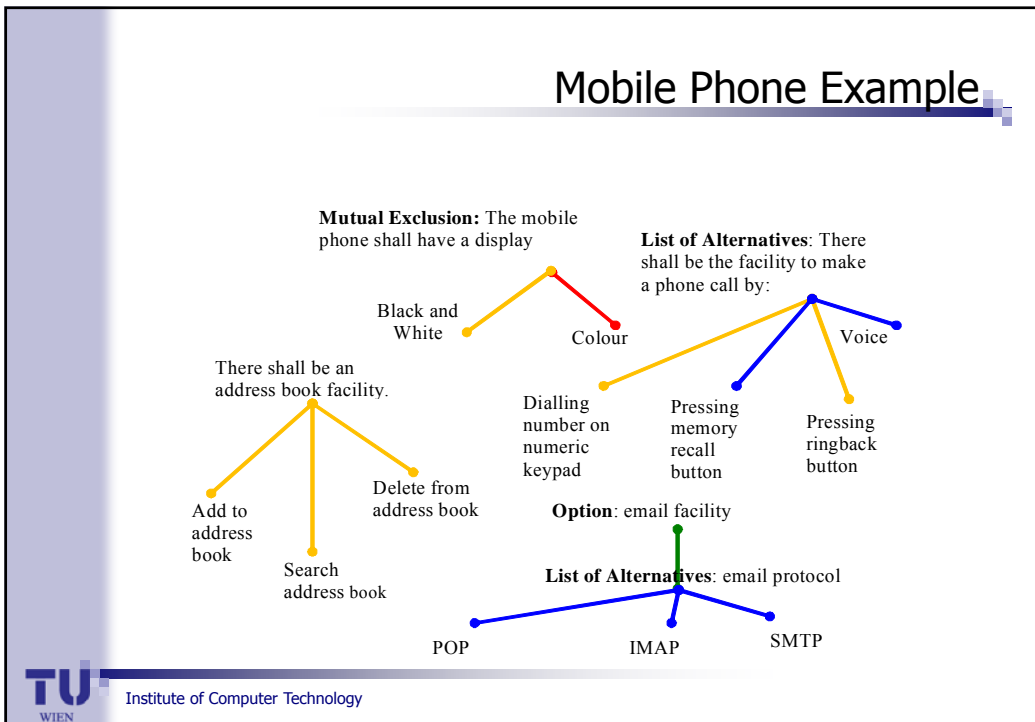 Mobile Phone Example
Mutual Exclusion: The mobile
phone shall have a display
Black and
White
Colour
List of Alternatives: There
shall be the facility to make
a phone call by:
Voice
Dialling
number on
numeric
keypad
Pressing
memory
recall
button
Pressing
ringback
button
There shall be an
address book facility.
Add to
address
book
Search
address book
Delete from
address book
Option: email facility
List of Alternatives: email protocol
POP
IMAP
SMTP
TU
WIEN
Institute of Computer Technology